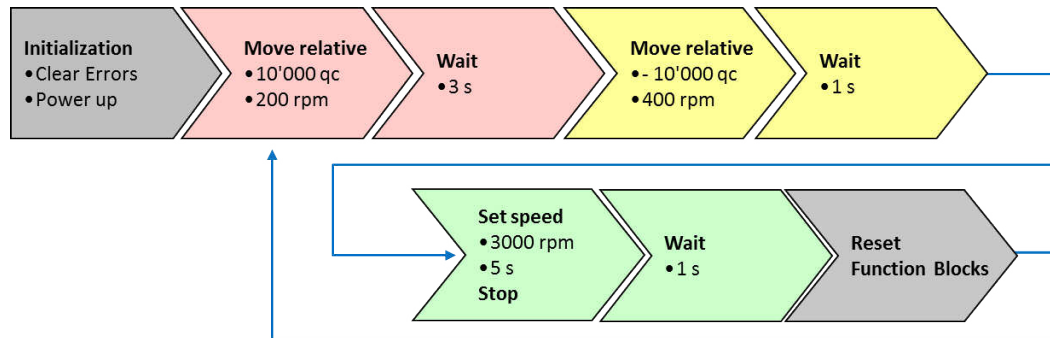 Initialization
•Clear Errors
•Power up
Move relative
•10'000 qc
•200 rpm
Wait
•3 s
Move relative
•- 10'000 qc
•400 rpm
Wait
•1 s
Set speed
•3000 rpm
•5 s
Stop
Wait
•1 s
Reset
Function Blocks